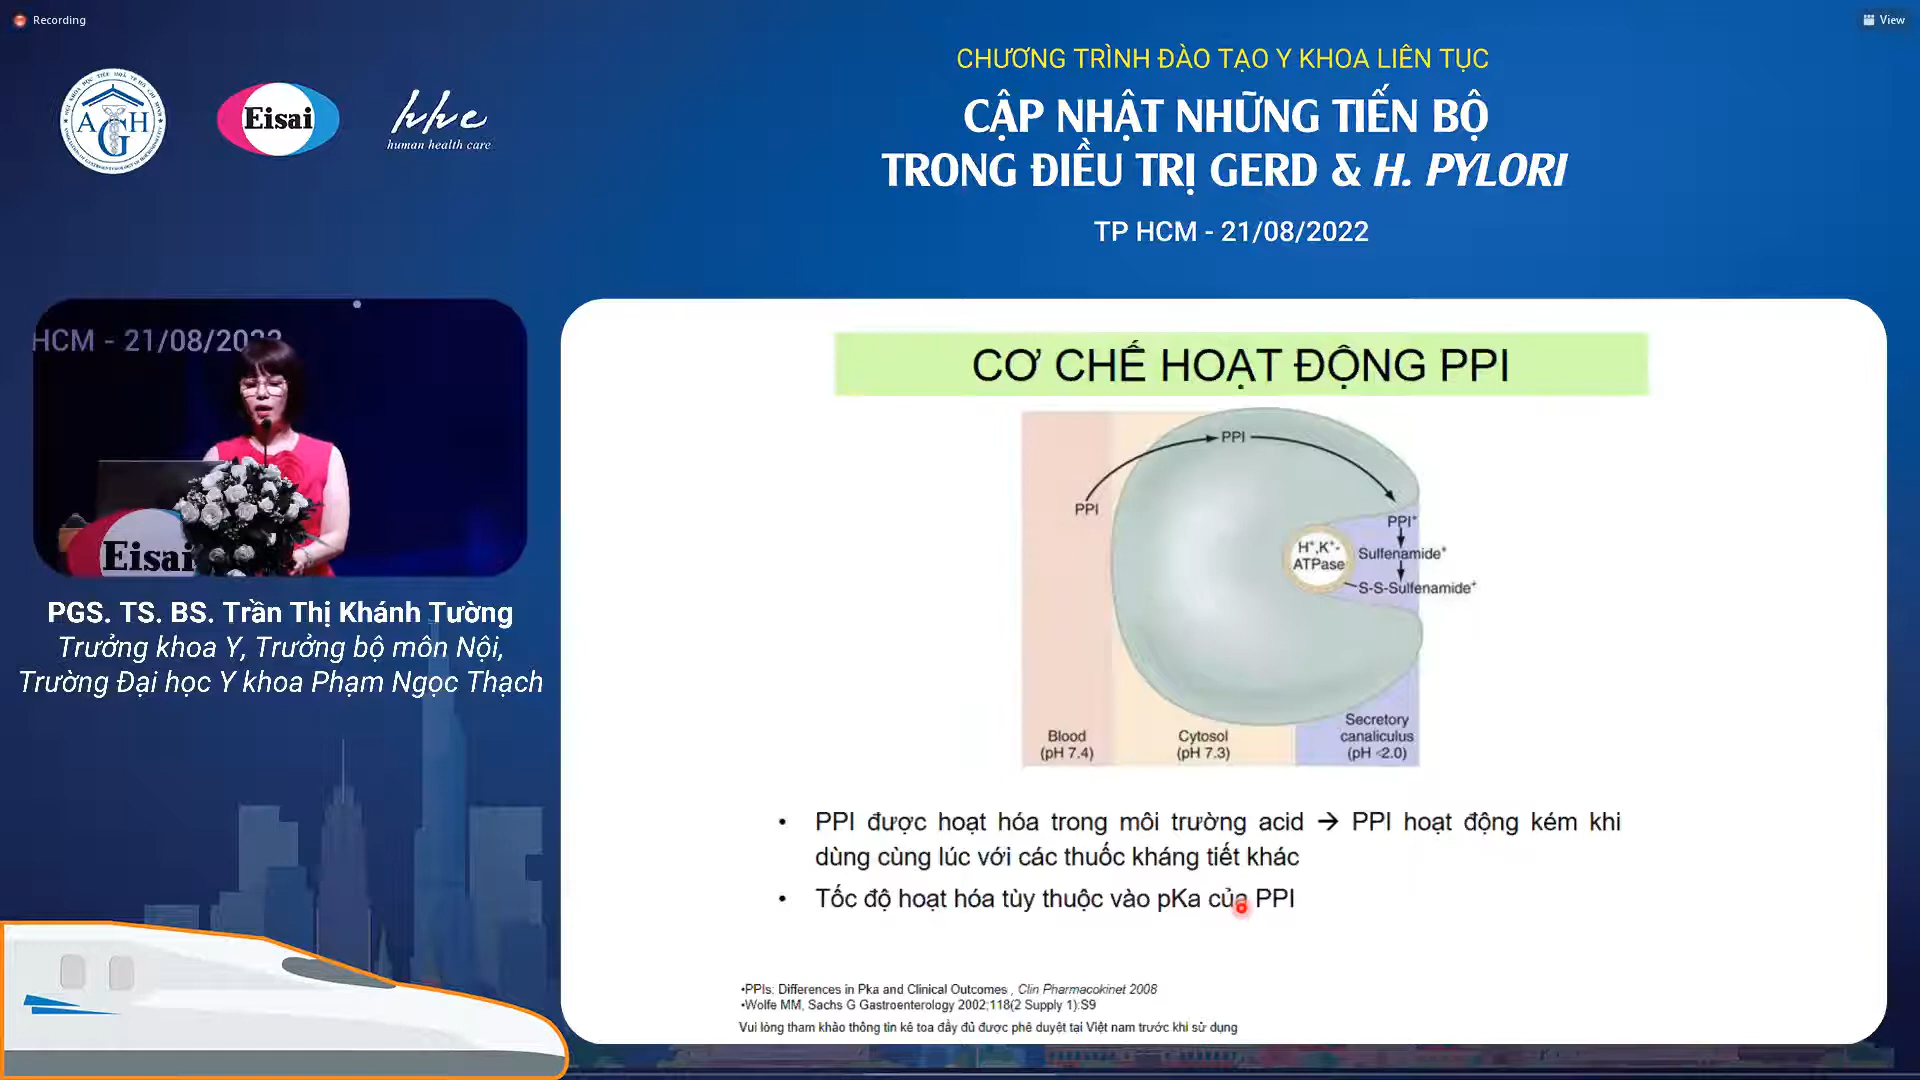 Recording
View
CHƯƠNG TRÌNH ĐÀO TẠO Y KHOA LIÊN TỤC
CẬP NHẬT NHỮNG TIẾN BỘ
TRONG ĐIỀU TRỊ GERD & H. PYLORI
TP HCM - 21/08/2022
AGH
Eisai
hhc
human health care
HCM - 21/08/2022
Eisai
PGS. TS. BS. Trần Thị Khánh Tường
Trưởng khoa Y, Trưởng bộ môn Nội,
Trường Đại học Y khoa Phạm Ngọc Thạch
CƠ CHẾ HOẠT ĐỘNG PPI
PPI
PPI
PPI⁺
H⁺,K⁺-
ATPase
Sulfenamide⁺
S-S-Sulfenamide⁺
Blood
(pH 7.4)
Cytosol
(pH 7.3)
Secretory
canaliculus
(pH <2.0)
• PPI được hoạt hóa trong môi trường acid → PPI hoạt động kém khi
dùng cùng lúc với các thuốc kháng tiết khác
• Tốc độ hoạt hóa tùy thuộc vào pKa của PPI
•PPIs: Differences in Pka and Clinical Outcomes , Clin Pharmacokinet 2008
•Wolfe MM, Sachs G Gastroenterology 2002;118(2 Supply 1):S9
Vui lòng tham khảo thông tin kê toa đầy đủ được phê duyệt tại Việt nam trước khi sử dụng